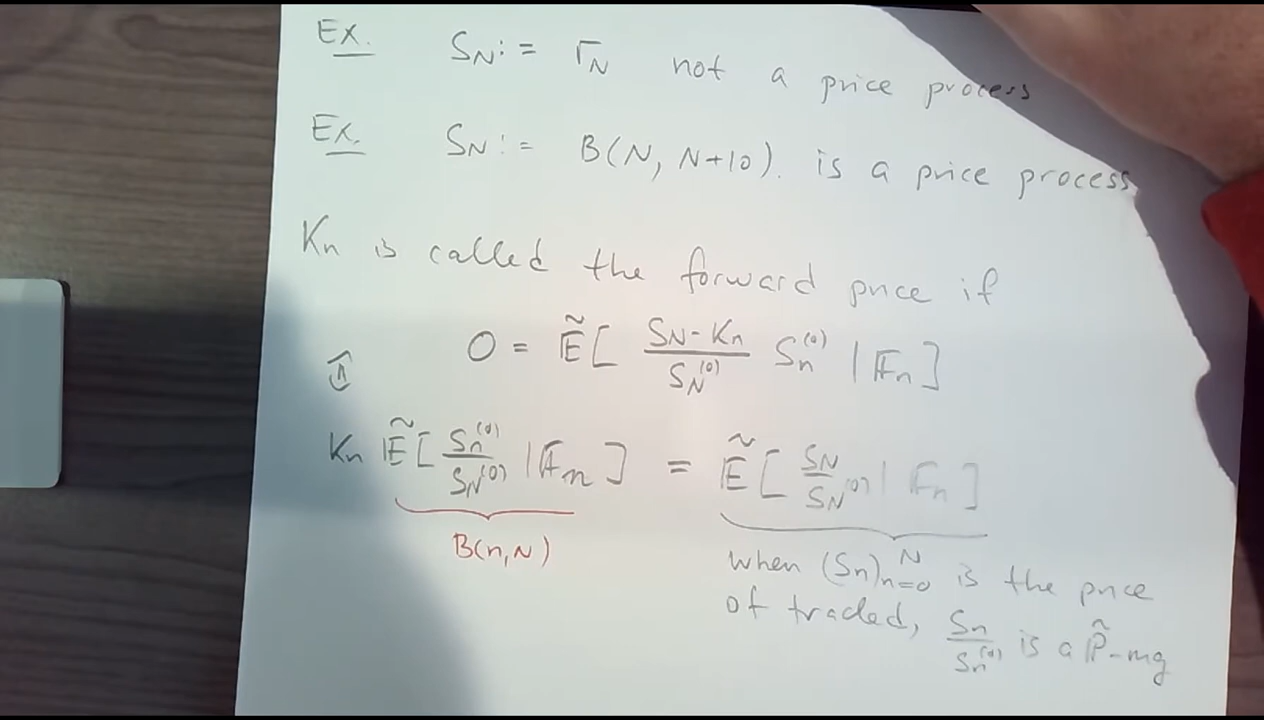 Ex. S_N := r_N not a price process
Ex. S_N := B(N, N+10). is a price process
K_n is called the forward price if
0 = Ẽ[ (S_N - K_n)/S_N^(0) S_n^(0) | F_n ]
⇕
K_n Ẽ[ S_n^(0)/S_N^(0) | F_n ] = Ẽ[ S_N/S_N^(0) | F_n ]
B(n,N)
when (S_n)_{n=0}^N is the price
of traded, S_n/S_n^(0) is a P̃-mg